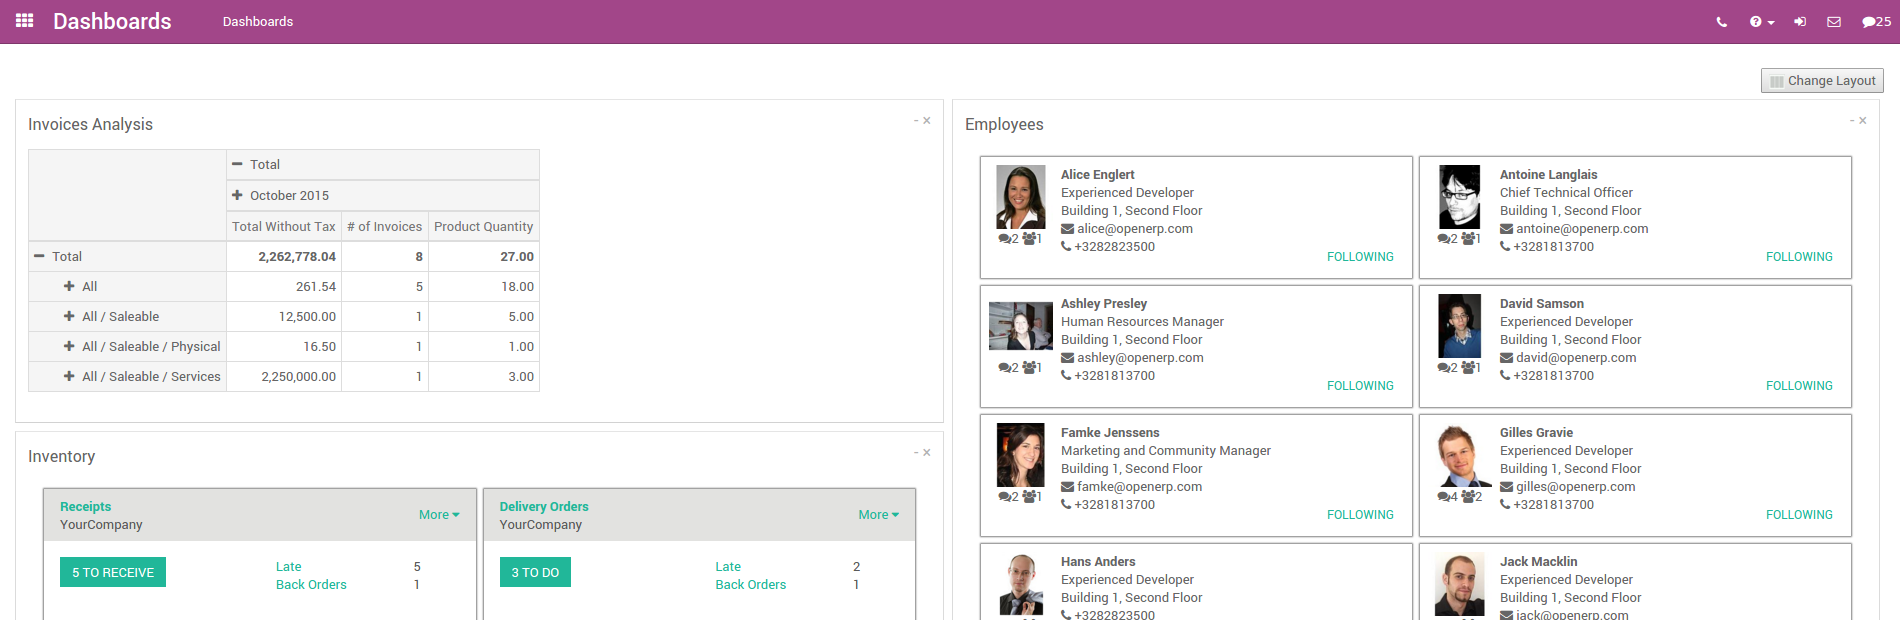 Dashboards
Dashboards
25
Change Layout
Invoices Analysis
- ×
Total
October 2015
Total Without Tax # of Invoices Product Quantity
Total 2,262,778.04 8 27.00
All 261.54 5 18.00
All / Saleable 12,500.00 1 5.00
All / Saleable / Physical 16.50 1 1.00
All / Saleable / Services 2,250,000.00 1 3.00
Inventory
- ×
Receipts
YourCompany
More
5 TO RECEIVE
Late 5
Back Orders 1
Delivery Orders
YourCompany
More
3 TO DO
Late 2
Back Orders 1
Employees
- ×
Alice Englert
Experienced Developer
Building 1, Second Floor
alice@openerp.com
2 1
+3282823500
FOLLOWING
Antoine Langlais
Chief Technical Officer
Building 1, Second Floor
antoine@openerp.com
2 1
+3281813700
FOLLOWING
Ashley Presley
Human Resources Manager
Building 1, Second Floor
ashley@openerp.com
2 1
+3281813700
FOLLOWING
David Samson
Experienced Developer
Building 1, Second Floor
david@openerp.com
2 1
+3281813700
FOLLOWING
Famke Jenssens
Marketing and Community Manager
Building 1, Second Floor
famke@openerp.com
2 1
+3281813700
FOLLOWING
Gilles Gravie
Experienced Developer
Building 1, Second Floor
gilles@openerp.com
4 2
+3281813700
FOLLOWING
Hans Anders
Experienced Developer
Building 1, Second Floor
+3282823500
Jack Macklin
Experienced Developer
Building 1, Second Floor
jack@openerp.com